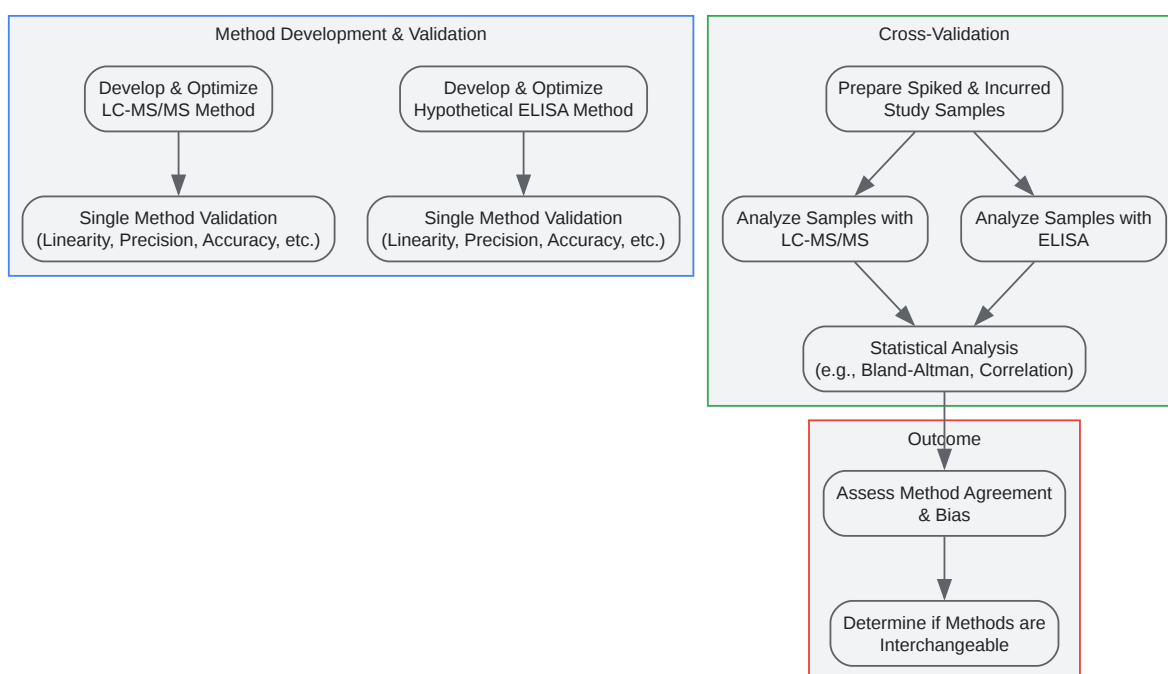 Method Development & Validation
Develop & Optimize
LC-MS/MS Method
Develop & Optimize
Hypothetical ELISA Method
Single Method Validation
(Linearity, Precision, Accuracy, etc.)
Single Method Validation
(Linearity, Precision, Accuracy, etc.)
Cross-Validation
Prepare Spiked & Incurred
Study Samples
Analyze Samples with
LC-MS/MS
Analyze Samples with
ELISA
Statistical Analysis
(e.g., Bland-Altman, Correlation)
Outcome
Assess Method Agreement
& Bias
Determine if Methods are
Interchangeable